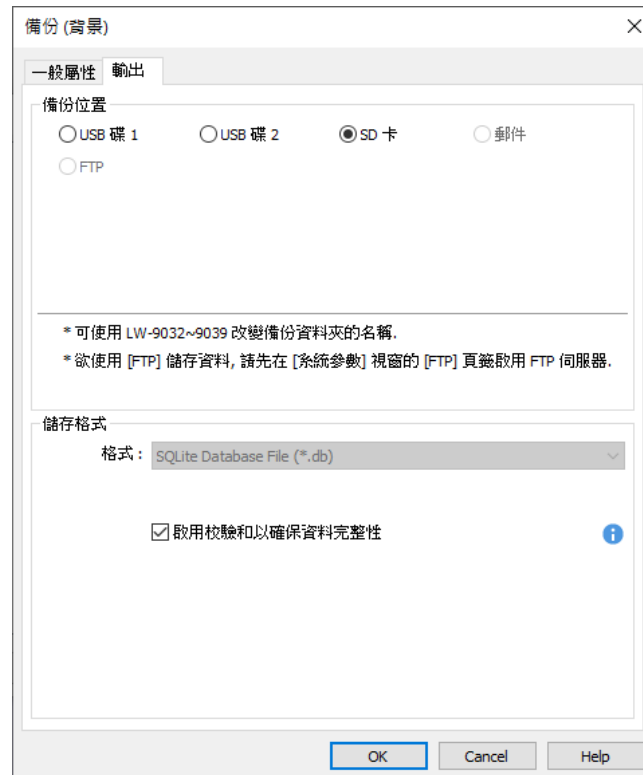 備份 (背景)
一般屬性 輸出
備份位置
USB 碟 1 USB 碟 2 SD 卡 郵件
FTP
* 可使用 LW-9032~9039 改變備份資料夾的名稱.
* 欲使用 [FTP] 儲存資料, 請先在 [系統參數] 視窗的 [FTP] 頁籤啟用 FTP 伺服器.
儲存格式
格式 : SQLite Database File (*.db)
啟用校驗和以確保資料完整性
OK Cancel Help